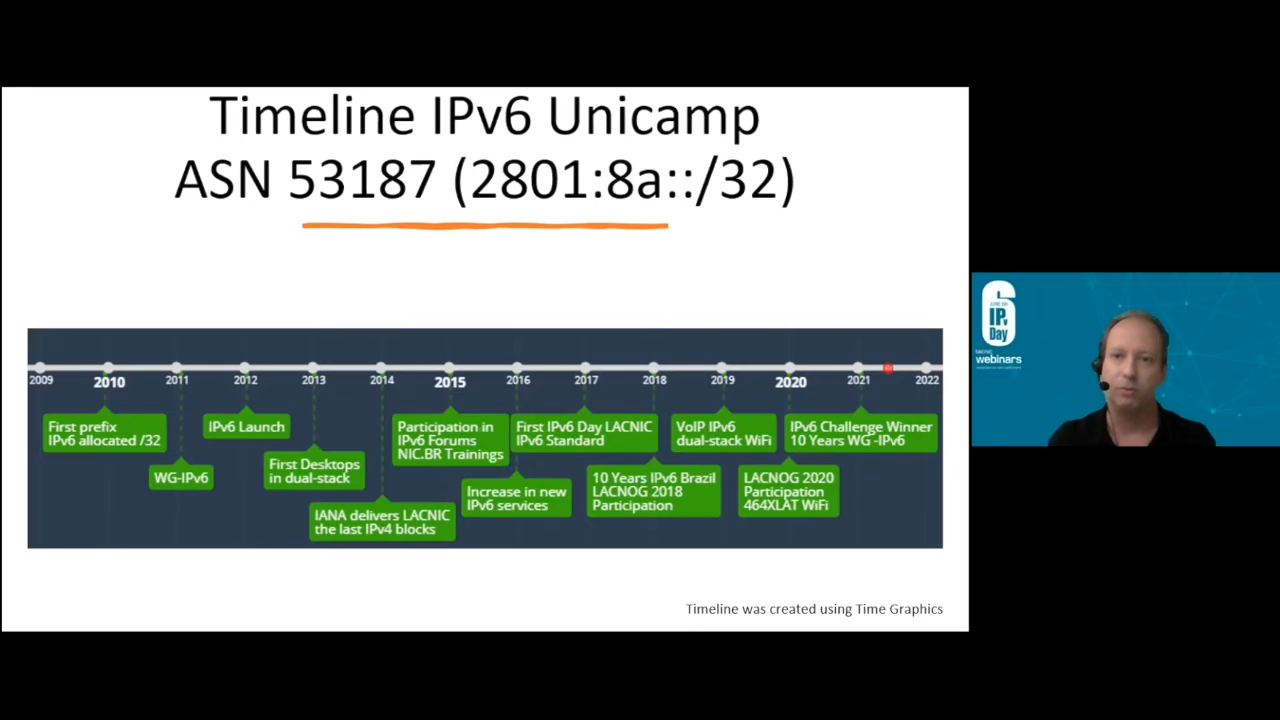 Timeline IPv6 Unicamp
ASN 53187 (2801:8a::/32)
2009
2010
2011
2012
2013
2014
2015
2016
2017
2018
2019
2020
2021
2022
First prefix
IPv6 allocated /32
WG-IPv6
IPv6 Launch
First Desktops
in dual-stack
IANA delivers LACNIC
the last IPv4 blocks
Participation in
IPv6 Forums
NIC.BR Trainings
Increase in new
IPv6 services
First IPv6 Day LACNIC
IPv6 Standard
10 Years IPv6 Brazil
LACNOG 2018
Participation
VoIP IPv6
dual-stack WiFi
LACNOG 2020
Participation
464XLAT WiFi
IPv6 Challenge Winner
10 Years WG -IPv6
Timeline was created using Time Graphics
6
IPv
Day
lacnic
webinars